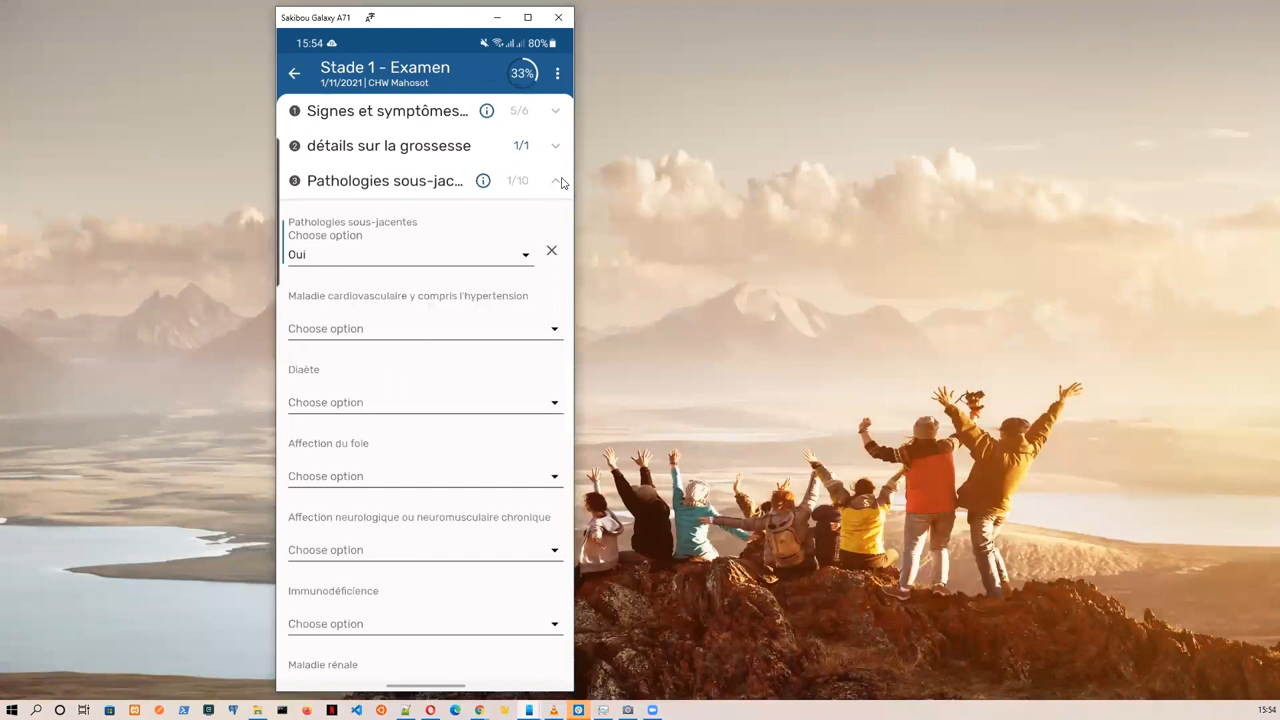 Sakibou Galaxy A71
15:54 80%
Stade 1 - Examen
1/11/2021 | CHW Mahosot
33%
1 Signes et symptômes… 5/6
2 détails sur la grossesse 1/1
3 Pathologies sous-jac… 1/10
Pathologies sous-jacentes
Choose option
Oui
Maladie cardiovasculaire y compris l'hypertension
Choose option
Diaète
Choose option
Affection du foie
Choose option
Affection neurologique ou neuromusculaire chronique
Choose option
Immunodéficience
Choose option
Maladie rénale
15:54